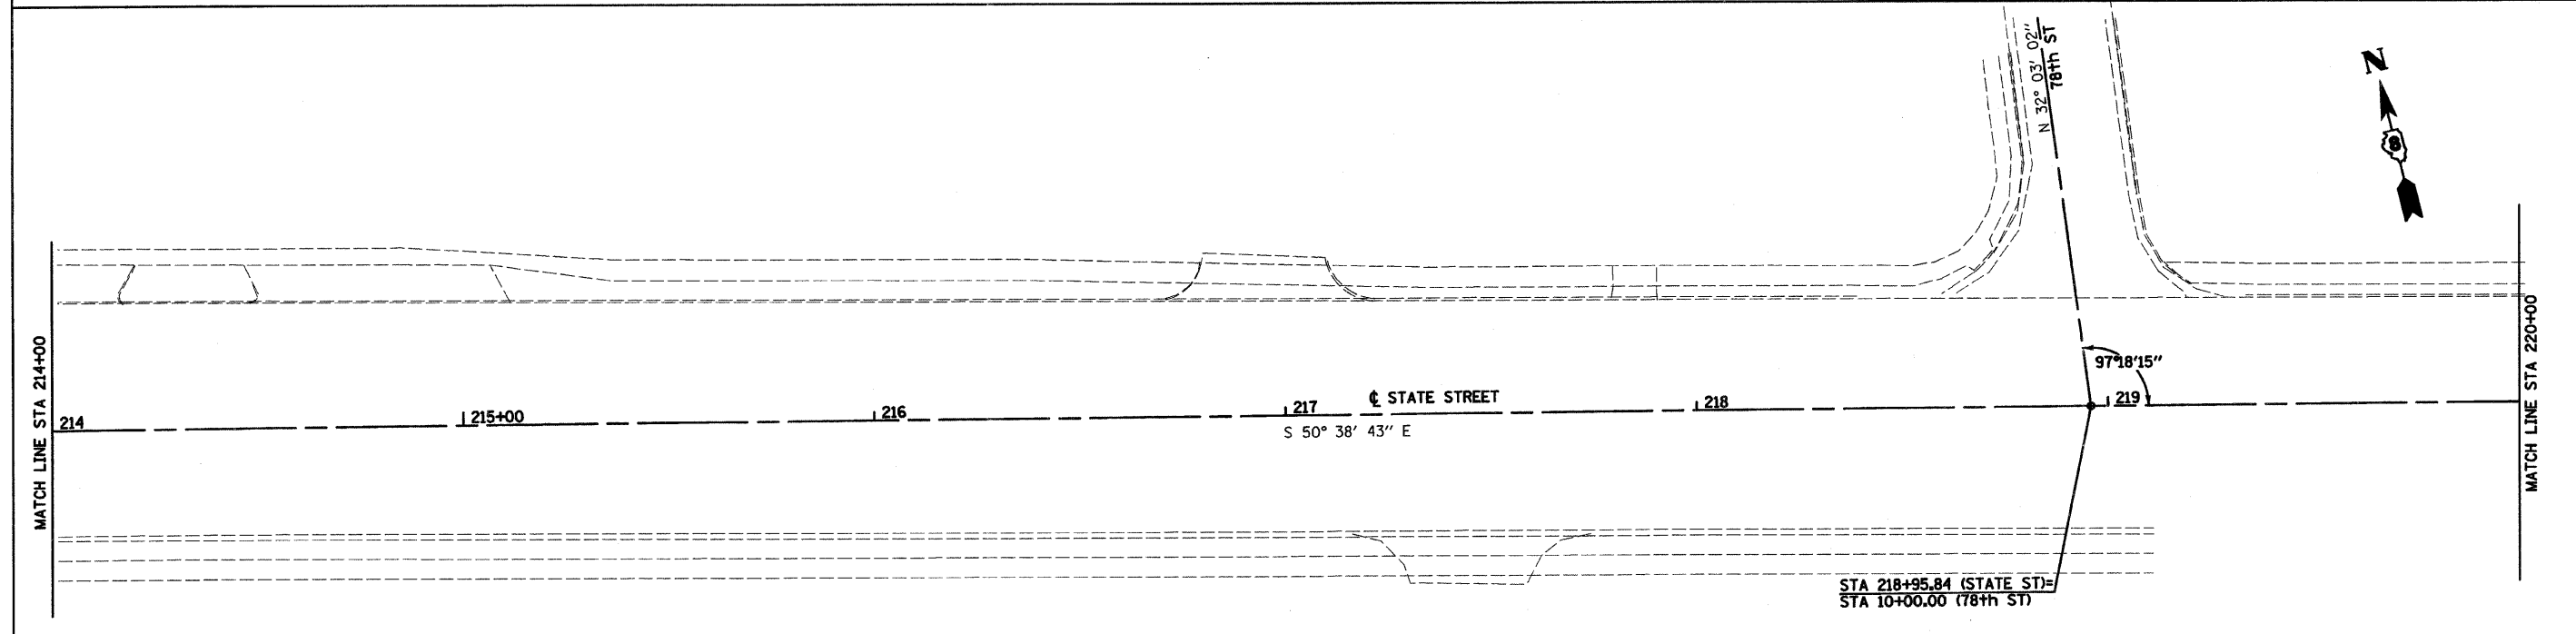 N 32° 03' 02"
78th ST
N
MATCH LINE STA 214+00
214
215+00
216
217
℄ STATE STREET
S 50° 38' 43" E
218
97°18'15"
219
MATCH LINE STA 220+00
STA 218+95.84 (STATE ST)=
STA 10+00.00 (78th ST)